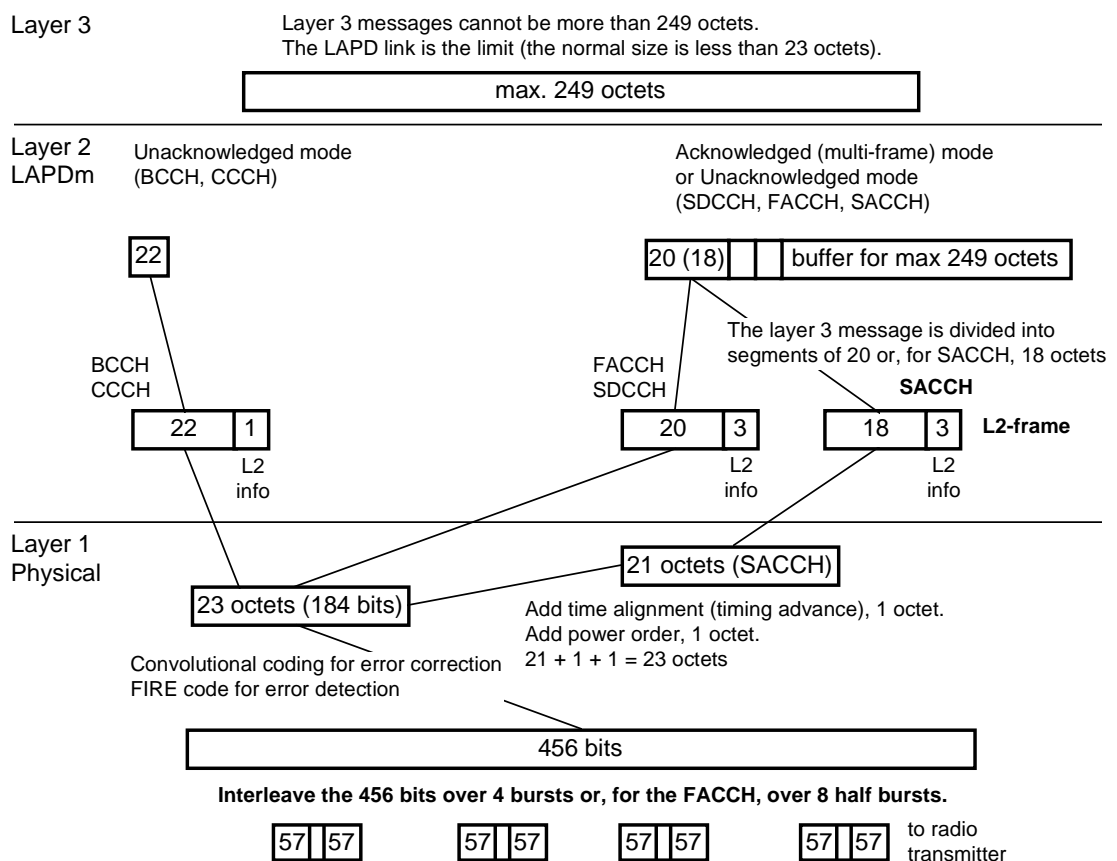 Layer 3
Layer 3 messages cannot be more than 249 octets.
The LAPD link is the limit (the normal size is less than 23 octets).
max. 249 octets
Layer 2
LAPDm
Unacknowledged mode
(BCCH, CCCH)
Acknowledged (multi-frame) mode
or Unacknowledged mode
(SDCCH, FACCH, SACCH)
22
20 (18)
buffer for max 249 octets
The layer 3 message is divided into
segments of 20 or, for SACCH, 18 octets
BCCH
CCCH
FACCH
SDCCH
SACCH
22 1
20 3
18 3
L2-frame
L2
info
L2
info
L2
info
Layer 1
Physical
21 octets (SACCH)
23 octets (184 bits)
Add time alignment (timing advance), 1 octet.
Add power order, 1 octet.
21 + 1 + 1 = 23 octets
Convolutional coding for error correction
FIRE code for error detection
456 bits
Interleave the 456 bits over 4 bursts or, for the FACCH, over 8 half bursts.
57 57
57 57
57 57
57 57
to radio
transmitter